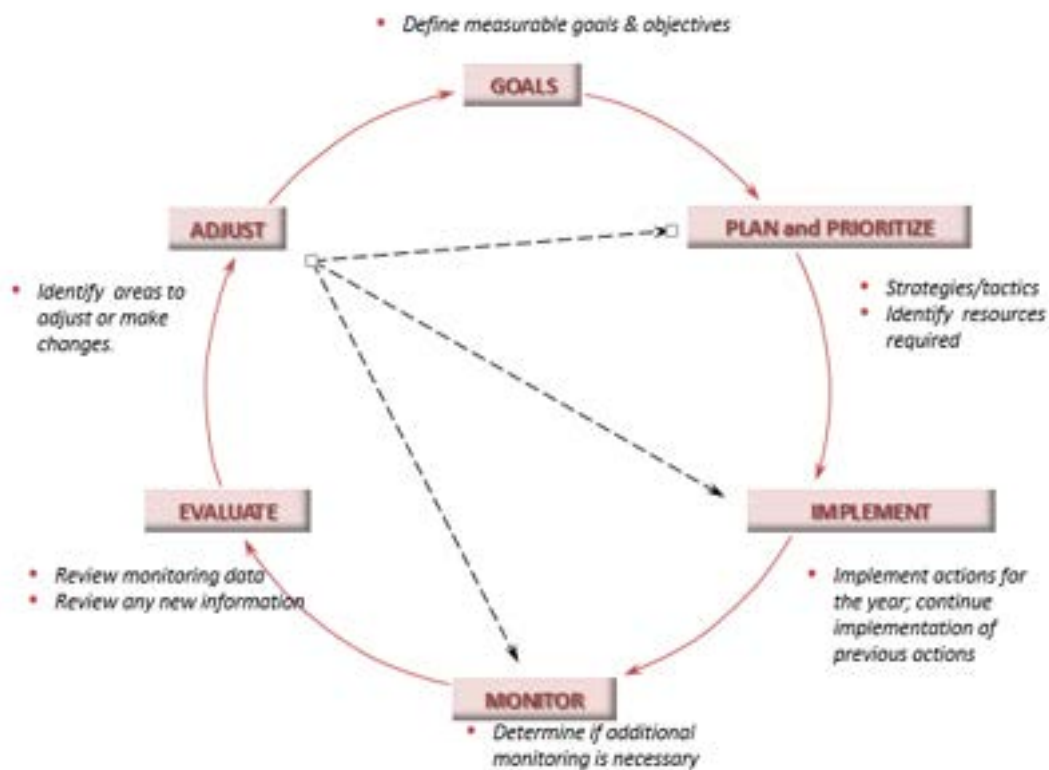 • Define measurable goals & objectives
GOALS
PLAN and PRIORITIZE
• Strategies/tactics
• Identify resources
required
IMPLEMENT
• Implement actions for
the year; continue
implementation of
previous actions
MONITOR
• Determine if additional
monitoring is necessary
EVALUATE
• Review monitoring data
• Review any new information
ADJUST
• Identify areas to
adjust or make
changes.